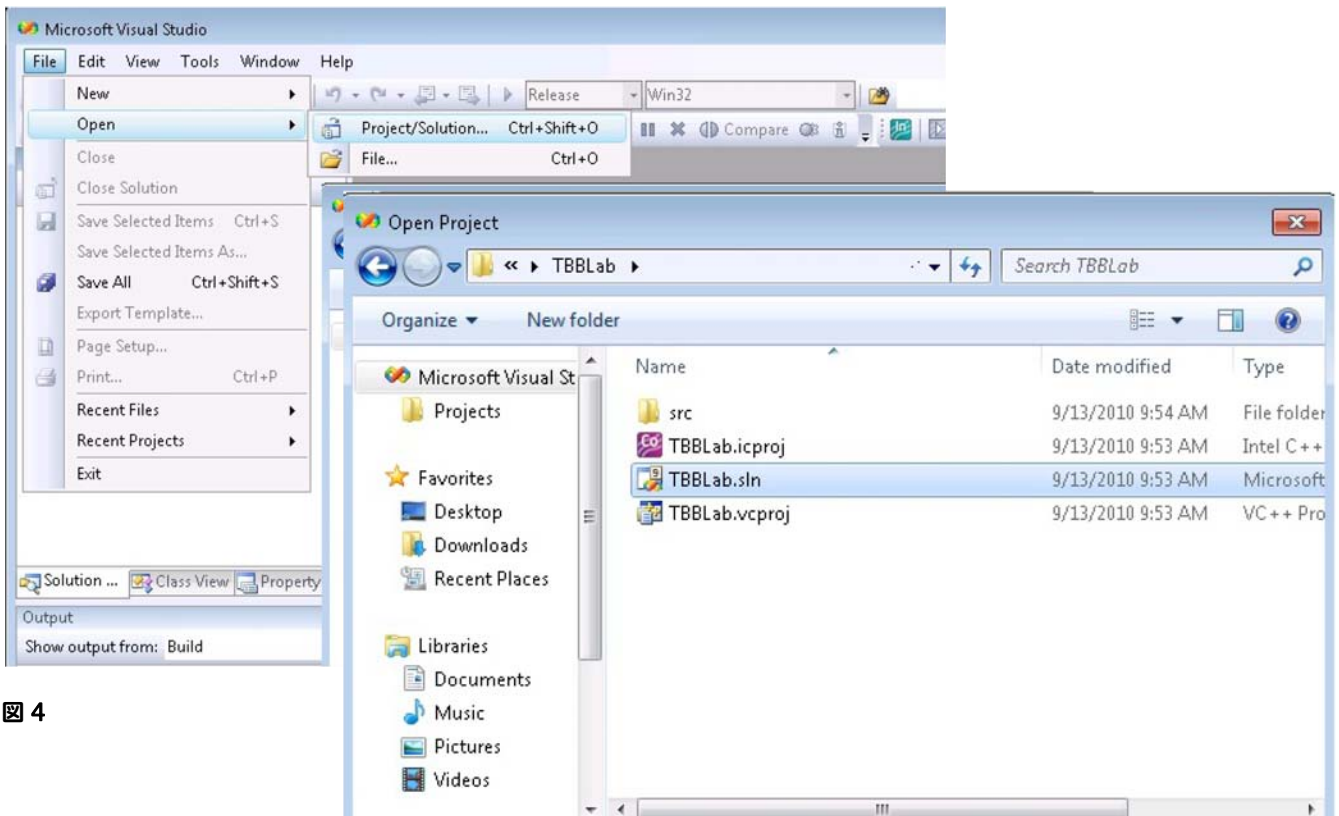 Microsoft Visual Studio
File Edit View Tools Window Help
New
Release Win32
Open
Project/Solution... Ctrl+Shift+O
Compare
Close
File... Ctrl+O
Close Solution
Save Selected Items Ctrl+S
Save Selected Items As...
Save All Ctrl+Shift+S
Export Template...
Page Setup...
Print... Ctrl+P
Recent Files
Recent Projects
Exit
Solution ... Class View Property
Output
Show output from: Build
図 4
Open Project
« TBBLab
Search TBBLab
Organize New folder
Microsoft Visual St
Projects
Favorites
Desktop
Downloads
Recent Places
Libraries
Documents
Music
Pictures
Videos
Name Date modified Type
src 9/13/2010 9:54 AM File folder
TBBLab.icproj 9/13/2010 9:53 AM Intel C++
TBBLab.sln 9/13/2010 9:53 AM Microsoft
TBBLab.vcproj 9/13/2010 9:53 AM VC++ Pro